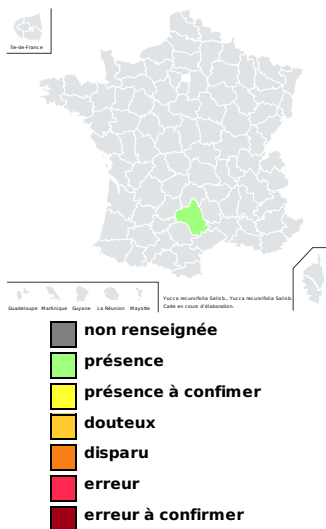 Île-de-France
Guadeloupe Martinique Guyane La Réunion Mayotte
Yucca recurvifolia Salisb., Yucca recurvifolia Salisb.
Carte en cours d'élaboration.
non renseignée
présence
présence à confimer
douteux
disparu
erreur
erreur à confirmer